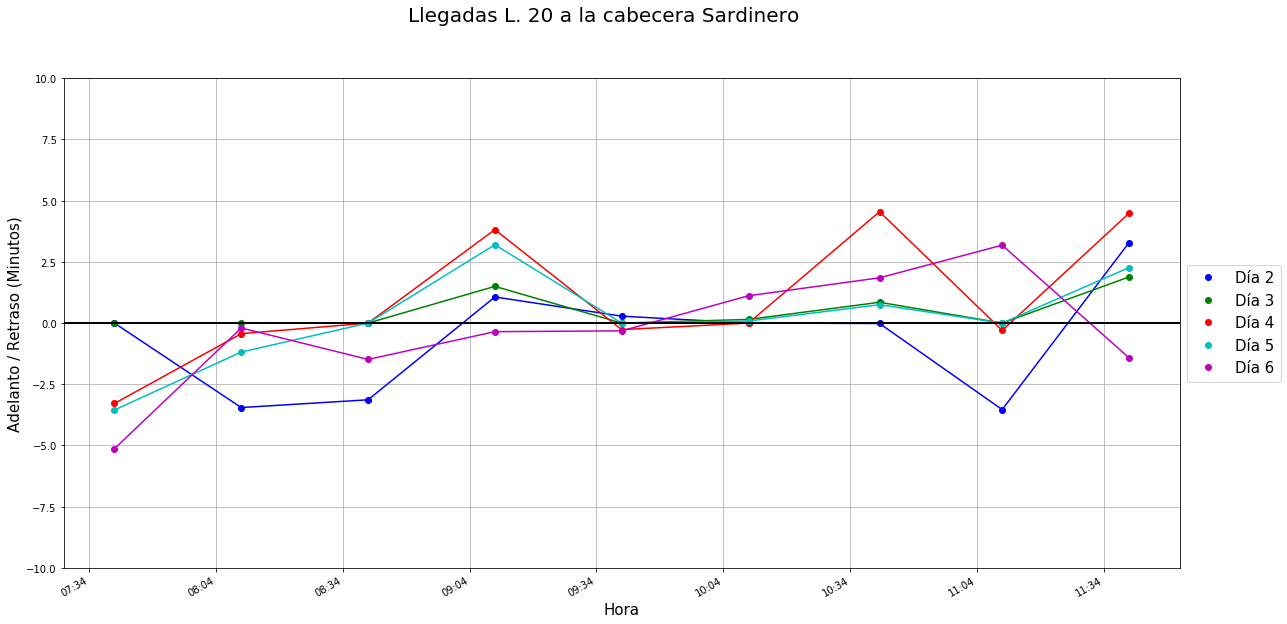 Llegadas L. 20 a la cabecera Sardinero
Adelanto / Retraso (Minutos)
10.0
7.5
5.0
2.5
0.0
−2.5
−5.0
−7.5
−10.0
07:34
08:04
08:34
09:04
09:34
10:04
10:34
11:04
11:34
Hora
Día 2
Día 3
Día 4
Día 5
Día 6